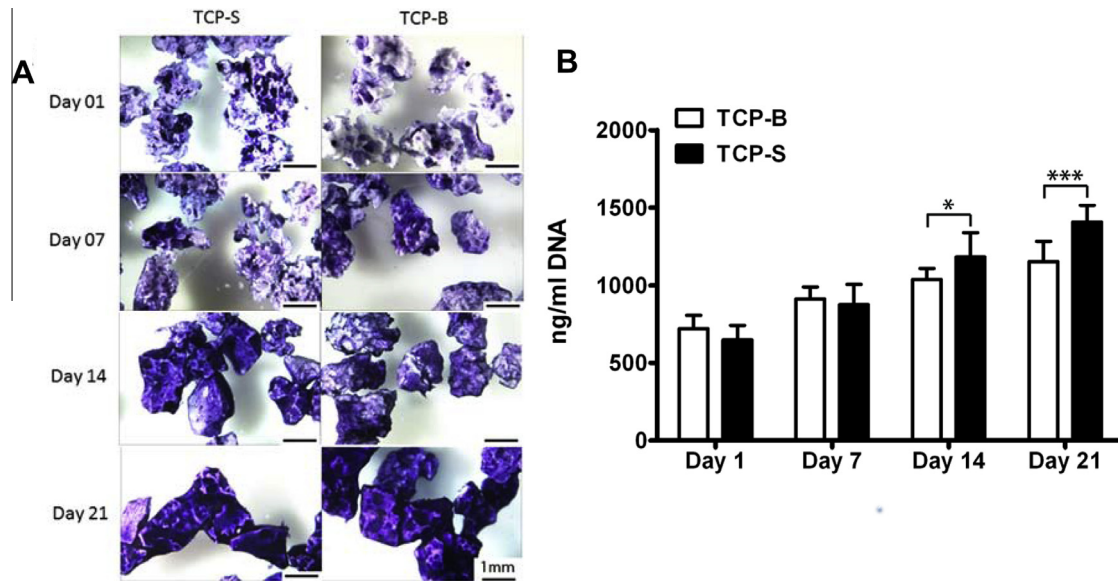 A
TCP-S TCP-B
Day 01
Day 07
Day 14
Day 21
1mm
B
TCP-B
TCP-S
ng/ml DNA
2000
1500
1000
500
0
*
***
Day 1 Day 7 Day 14 Day 21